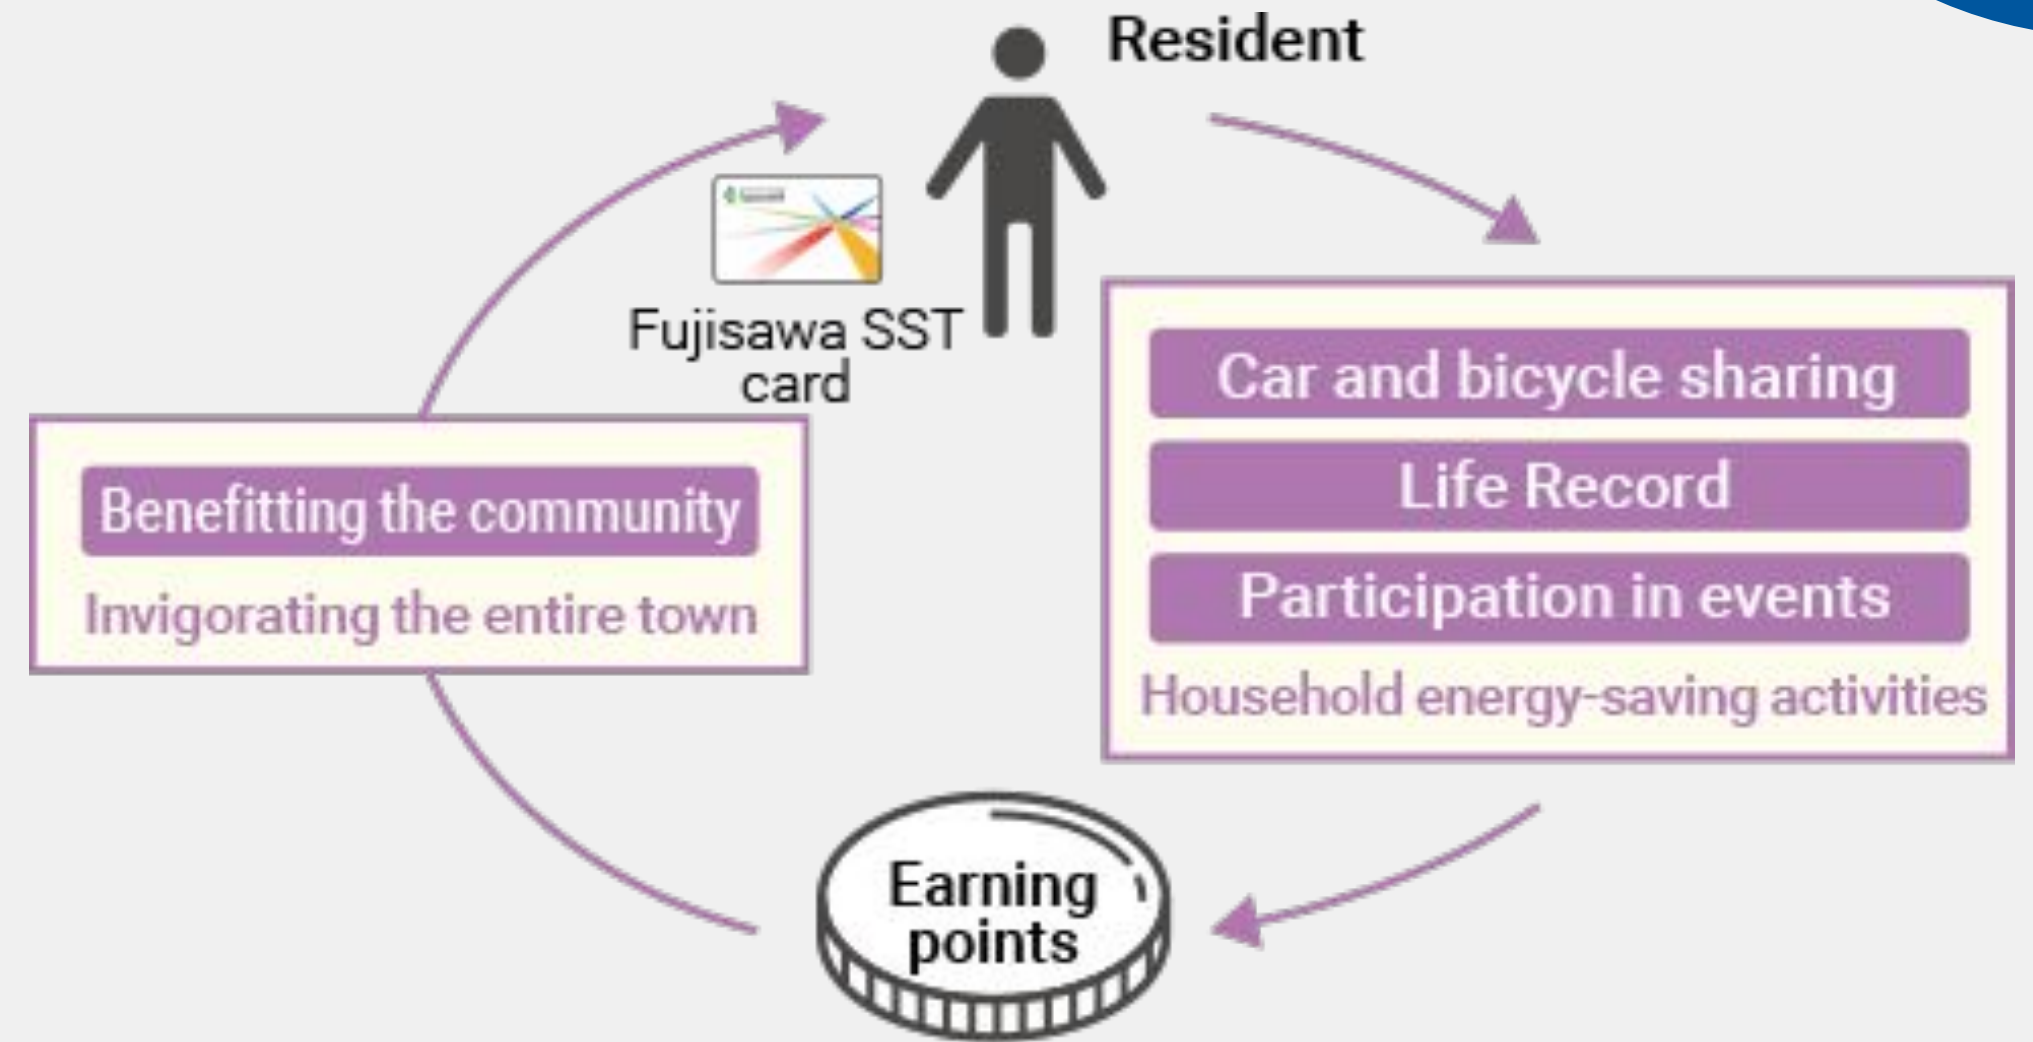 Resident
Fujisawa SST
card
Car and bicycle sharing
Life Record
Participation in events
Household energy-saving activities
Earning
points
Benefitting the community
Invigorating the entire town